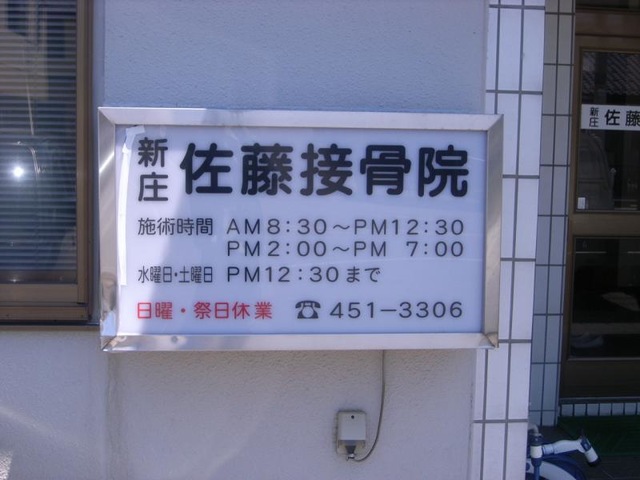 新庄 佐藤接骨院
施術時間 AM8:30～PM12:30
PM2:00～PM 7:00
水曜日・土曜日 PM12:30まで
日曜・祭日休業 ☎451－3306
新庄 佐藤